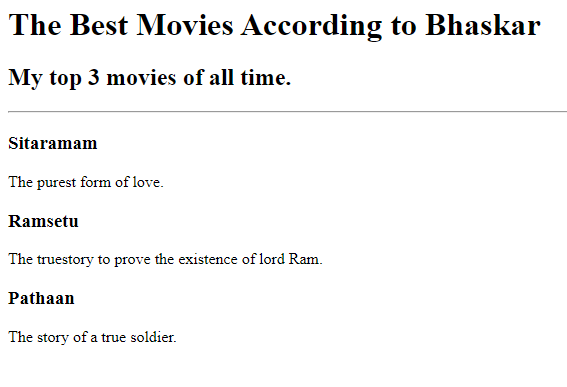 The Best Movies According to Bhaskar
My top 3 movies of all time.
Sitaramam
The purest form of love.
Ramsetu
The truestory to prove the existence of lord Ram.
Pathaan
The story of a true soldier.